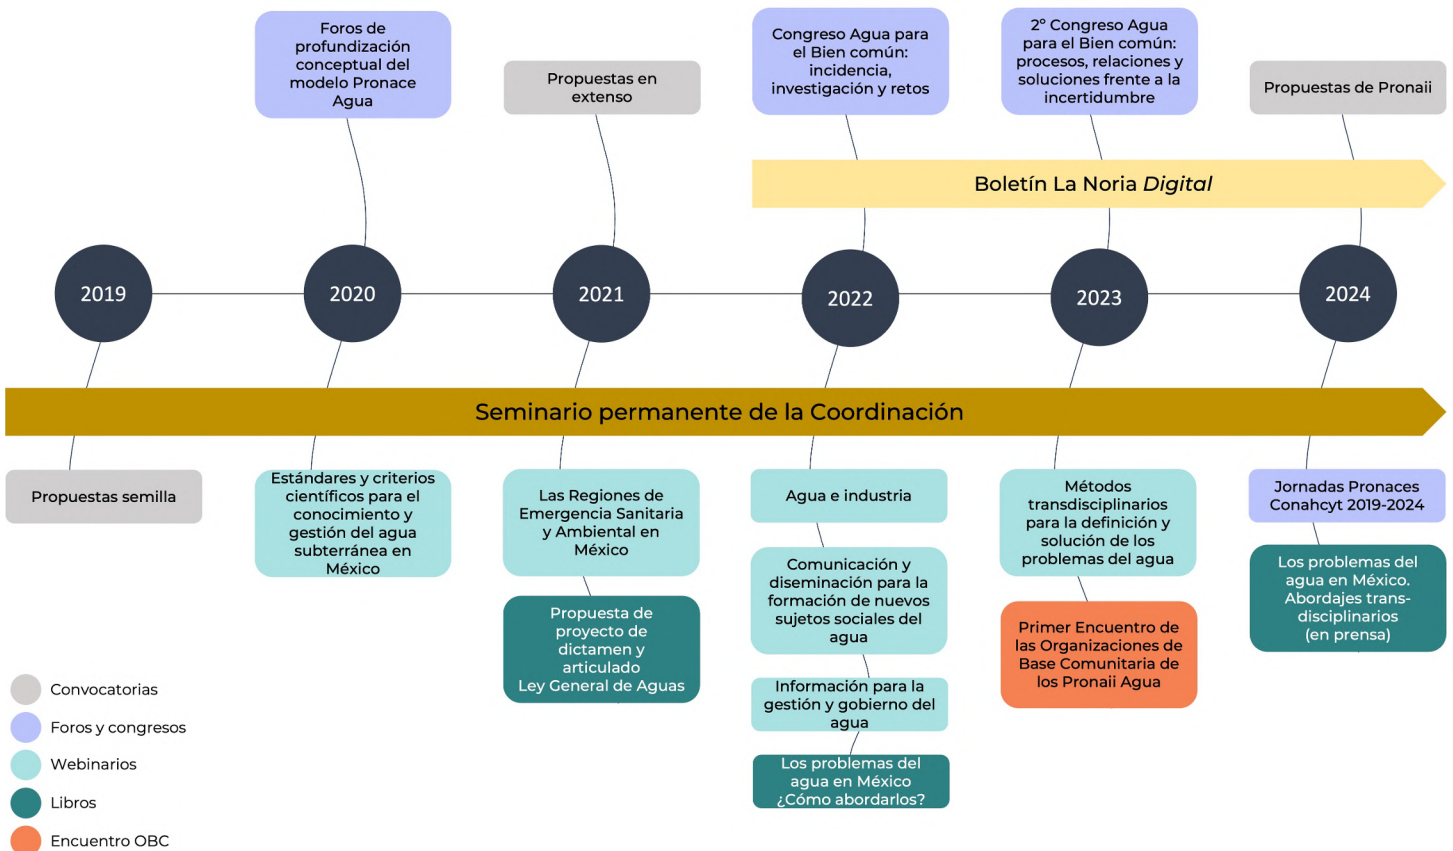 Foros de
profundización
conceptual del
modelo Pronace
Agua
Propuestas en
extenso
Congreso Agua para
el Bien común:
incidencia,
investigación y retos
2º Congreso Agua
para el Bien común:
procesos, relaciones y
soluciones frente a la
incertidumbre
Propuestas de Pronaii
Boletín La Noria Digital
2019
2020
2021
2022
2023
2024
Seminario permanente de la Coordinación
Propuestas semilla
Estándares y criterios
científicos para el
conocimiento y
gestión del agua
subterránea en
México
Las Regiones de
Emergencia Sanitaria
y Ambiental en
México
Propuesta de
proyecto de
dictamen y
articulado
Ley General de Aguas
Agua e industria
Comunicación y
diseminación para la
formación de nuevos
sujetos sociales del
agua
Información para la
gestión y gobierno del
agua
Los problemas del
agua en México
¿Cómo abordarlos?
Métodos
transdisciplinarios
para la definición y
solución de los
problemas del agua
Primer Encuentro de
las Organizaciones de
Base Comunitaria de
los Pronaii Agua
Jornadas Pronaces
Conahcyt 2019-2024
Los problemas del
agua en México.
Abordajes trans-
disciplinarios
(en prensa)
Convocatorias
Foros y congresos
Webinarios
Libros
Encuentro OBC